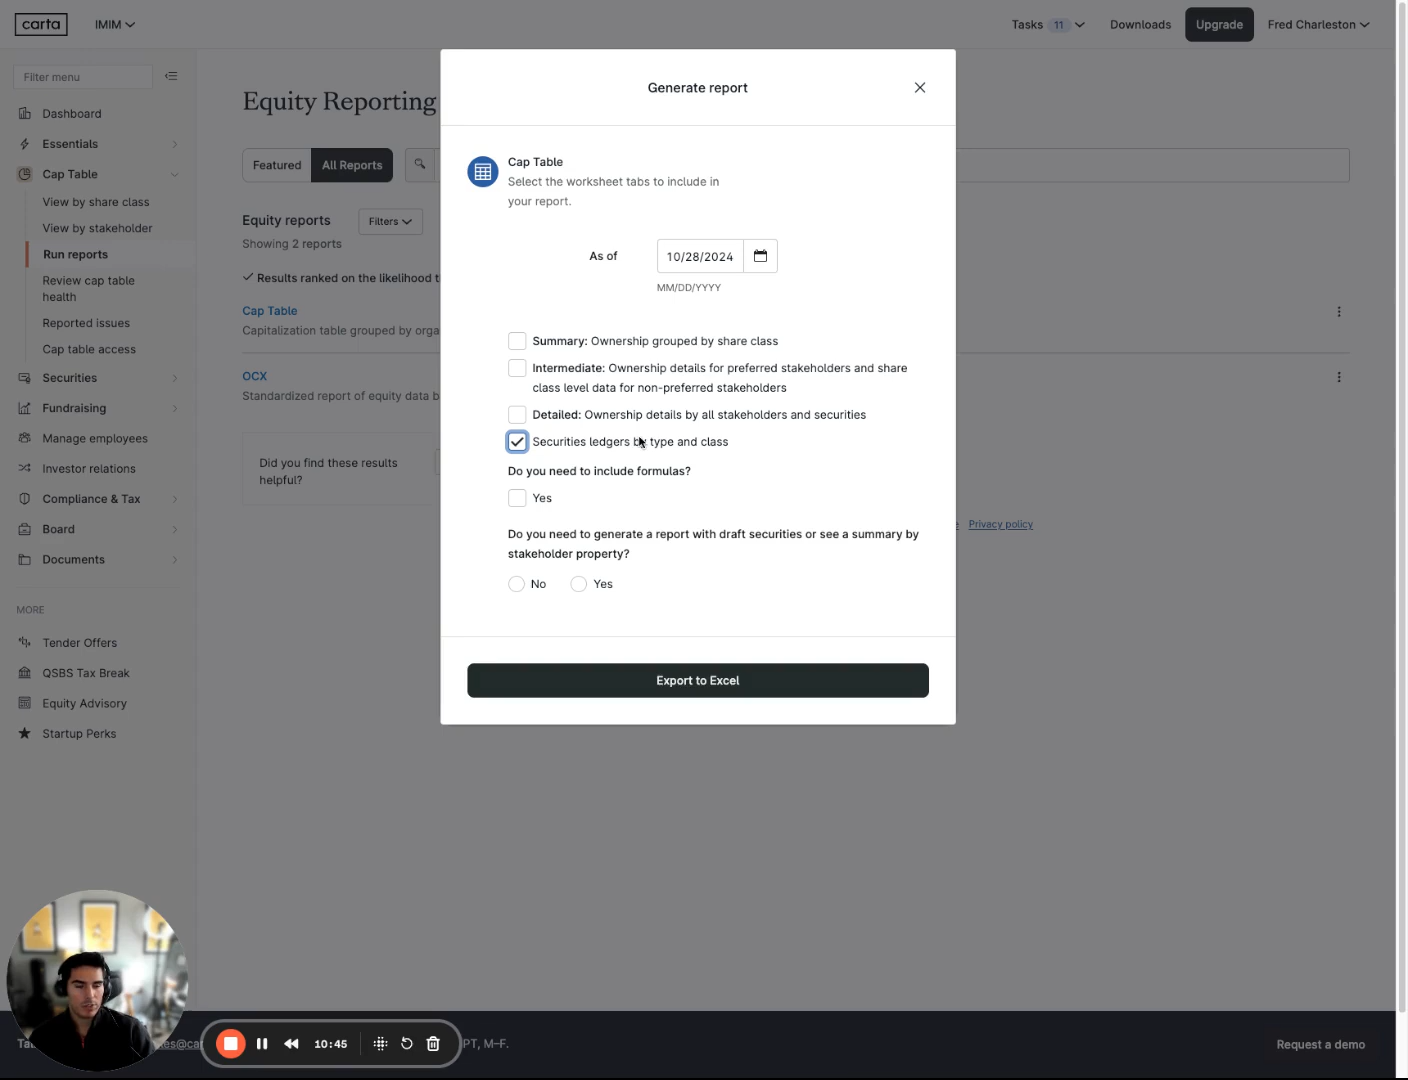 carta
IMIM
Tasks 11
Downloads
Upgrade
Fred Charleston
Filter menu
Dashboard
Essentials
Cap Table
View by share class
View by stakeholder
Run reports
Review cap table
health
Reported issues
Cap table access
Securities
Fundraising
Manage employees
Investor relations
Compliance & Tax
Board
Documents
MORE
Tender Offers
QSBS Tax Break
Equity Advisory
Startup Perks
Equity Reporting
Featured
All Reports
Equity reports
Filters
Showing 2 reports
Results ranked on the likelihood t
Cap Table
Capitalization table grouped by orga
OCX
Standardized report of equity data b
Did you find these results
helpful?
Privacy policy
Generate report
Cap Table
Select the worksheet tabs to include in
your report.
As of
10/28/2024
MM/DD/YYYY
Summary: Ownership grouped by share class
Intermediate: Ownership details for preferred stakeholders and share
class level data for non-preferred stakeholders
Detailed: Ownership details by all stakeholders and securities
Securities ledgers by type and class
Do you need to include formulas?
Yes
Do you need to generate a report with draft securities or see a summary by
stakeholder property?
No
Yes
Export to Excel
10:45
PT, M–F.
Request a demo